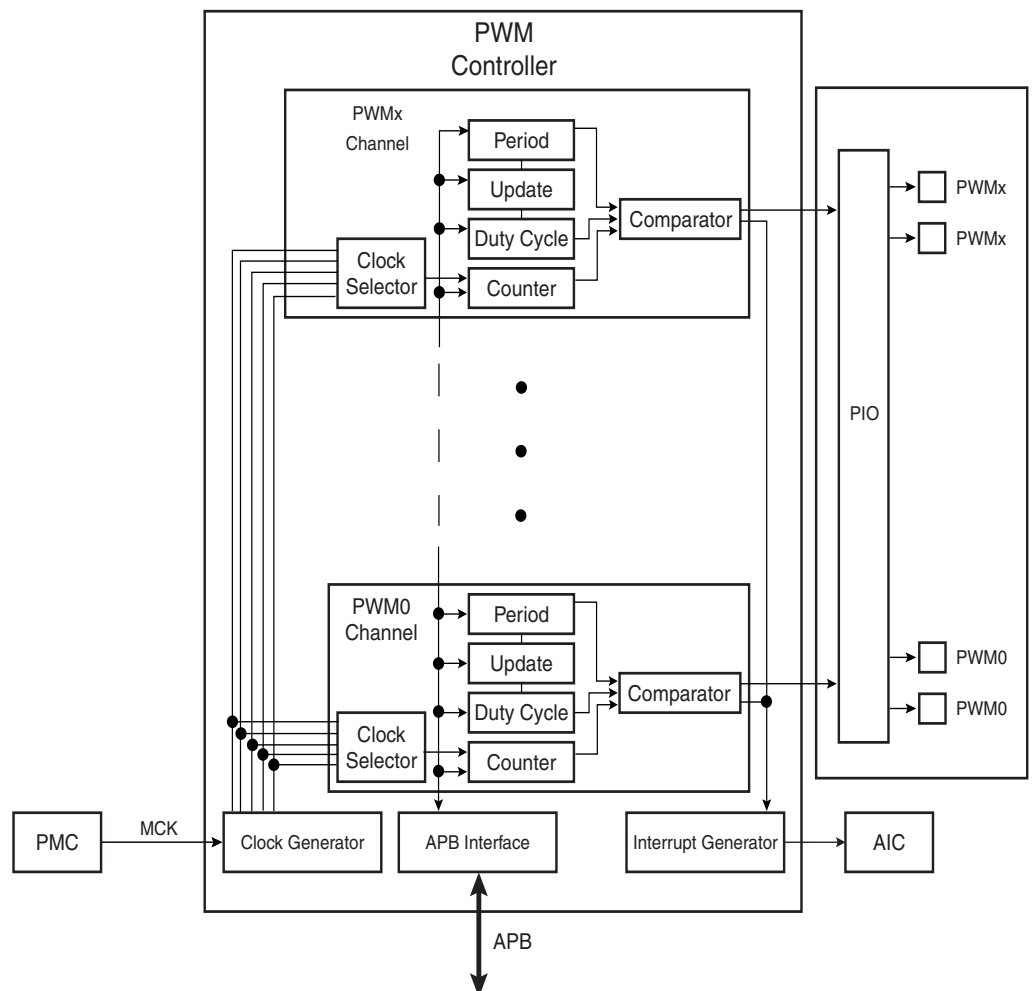 PWM
Controller
PWMx
Channel
Period
Update
Duty Cycle
Counter
Clock
Selector
Comparator
PWMx
PWMx
PIO
PWM0
Channel
Period
Update
Duty Cycle
Counter
Clock
Selector
Comparator
PWM0
PWM0
PMC
MCK
Clock Generator
APB Interface
Interrupt Generator
AIC
APB